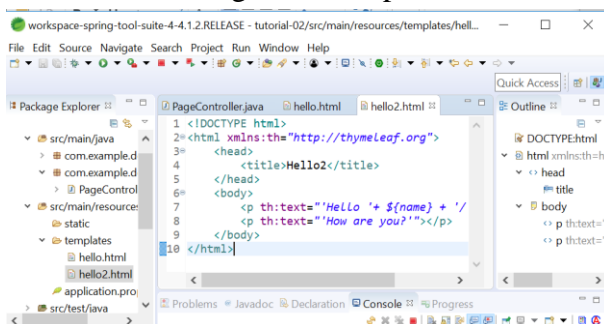 workspace-spring-tool-suite-4-4.1.2.RELEASE - tutorial-02/src/main/resources/templates/hell...
File Edit Source Navigate Search Project Run Window Help
Quick Access
Package Explorer
PageController.java hello.html hello2.html
Outline
src/main/java
com.example.d
com.example.d
PageControl
src/main/resource
static
templates
hello.html
hello2.html
application.pro
src/test/java
1 <!DOCTYPE html>
2 <html xmlns:th="http://thymeleaf.org">
3 <head>
4 <title>Hello2</title>
5 </head>
6 <body>
7 <p th:text="'Hello '+ ${name} + '/
8 <p th:text="'How are you?'"></p>
9 </body>
10 </html>
DOCTYPE:html
html xmlns:th=h
head
title
body
p th:text='
p th:text='
Problems Javadoc Declaration Console Progress